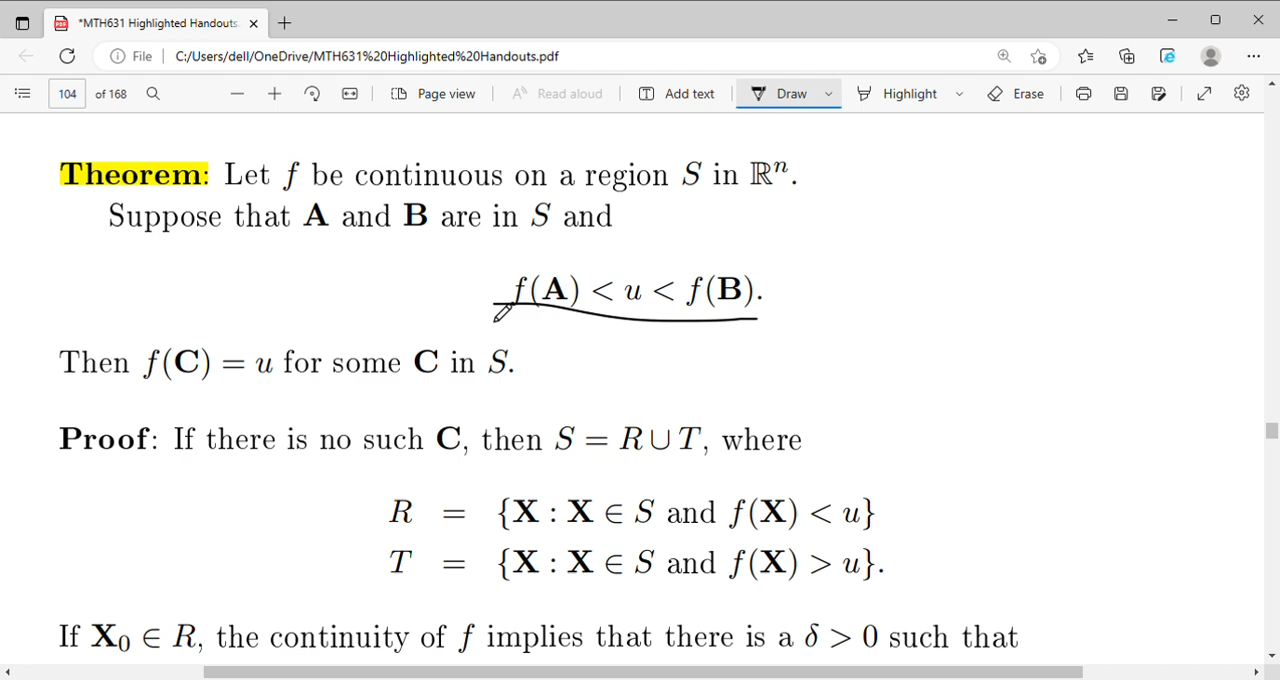 *MTH631 Highlighted Handouts.
File C:/Users/dell/OneDrive/MTH631%20Highlighted%20Handouts.pdf
104 of 168 Page view Read aloud Add text Draw Highlight Erase
Theorem: Let f be continuous on a region S in ℝⁿ.
Suppose that A and B are in S and
f(A) < u < f(B).
Then f(C) = u for some C in S.
Proof: If there is no such C, then S = R ∪ T, where
R = {X : X ∈ S and f(X) < u}
T = {X : X ∈ S and f(X) > u}.
If X₀ ∈ R, the continuity of f implies that there is a δ > 0 such that